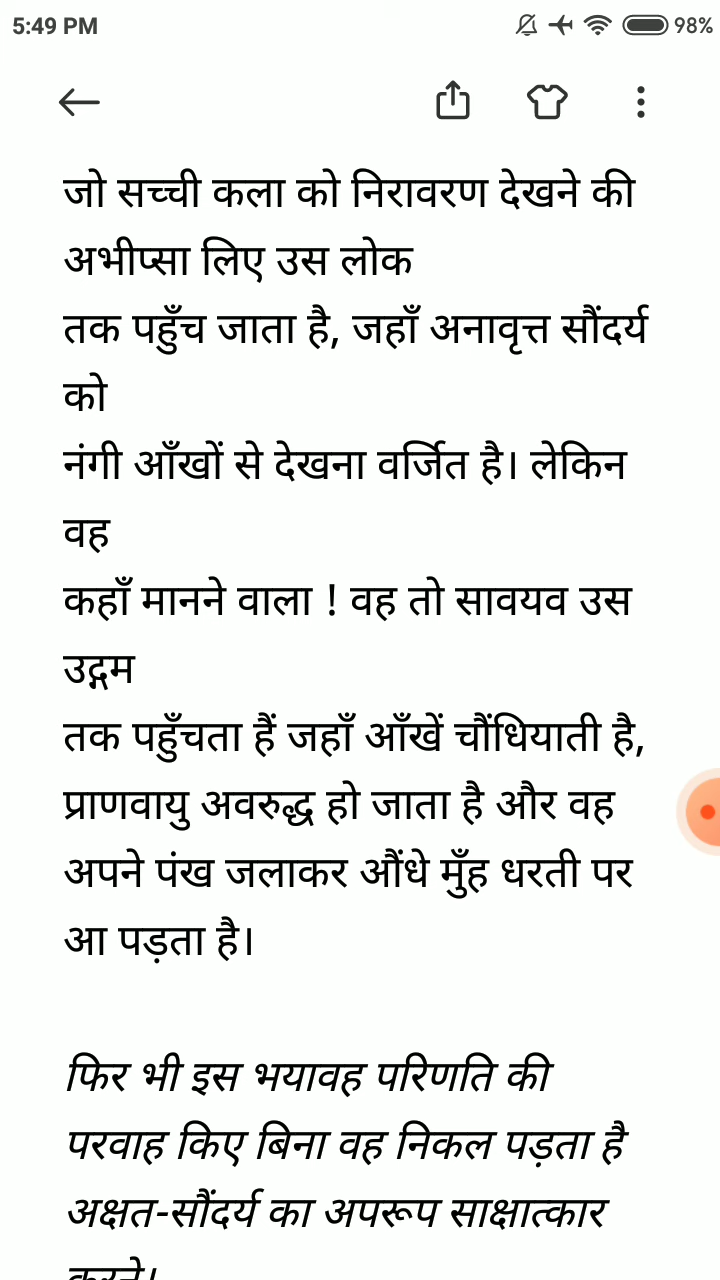 5:49 PM
98%
जो सच्ची कला को निरावरण देखने की
अभीप्सा लिए उस लोक
तक पहुँच जाता है, जहाँ अनावृत्त सौंदर्य
को
नंगी आँखों से देखना वर्जित है। लेकिन
वह
कहाँ मानने वाला ! वह तो सावयव उस
उद्गम
तक पहुँचता हैं जहाँ आँखें चौंधियाती है,
प्राणवायु अवरुद्ध हो जाता है और वह
अपने पंख जलाकर औंधे मुँह धरती पर
आ पड़ता है।
फिर भी इस भयावह परिणति की
परवाह किए बिना वह निकल पड़ता है
अक्षत-सौंदर्य का अपरूप साक्षात्कार
करने।